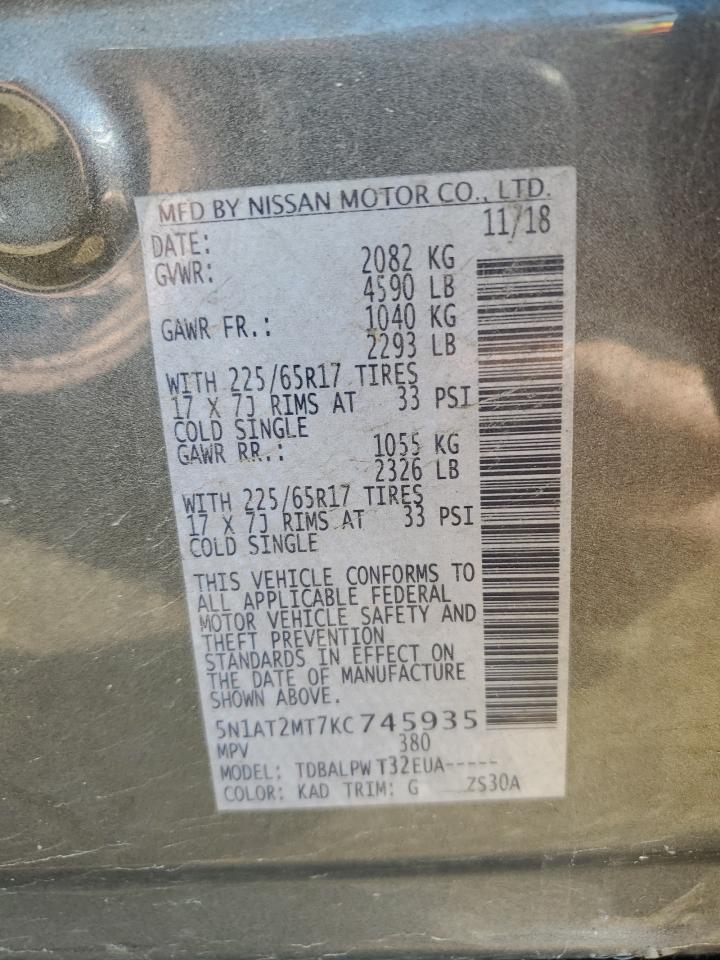 MFD BY NISSAN MOTOR CO., LTD.
DATE: 11/18
GVWR: 2082 KG
4590 LB
GAWR FR.: 1040 KG
2293 LB
WITH 225/65R17 TIRES
17 X 7J RIMS AT 33 PSI
COLD SINGLE
GAWR RR.: 1055 KG
2326 LB
WITH 225/65R17 TIRES
17 X 7J RIMS AT 33 PSI
COLD SINGLE
THIS VEHICLE CONFORMS TO
ALL APPLICABLE FEDERAL
MOTOR VEHICLE SAFETY AND
THEFT PREVENTION
STANDARDS IN EFFECT ON
THE DATE OF MANUFACTURE
SHOWN ABOVE.
5N1AT2MT7KC745935
MPV 380
MODEL: TDBALPW T32EUA-----
COLOR: KAD TRIM: G ZS30A